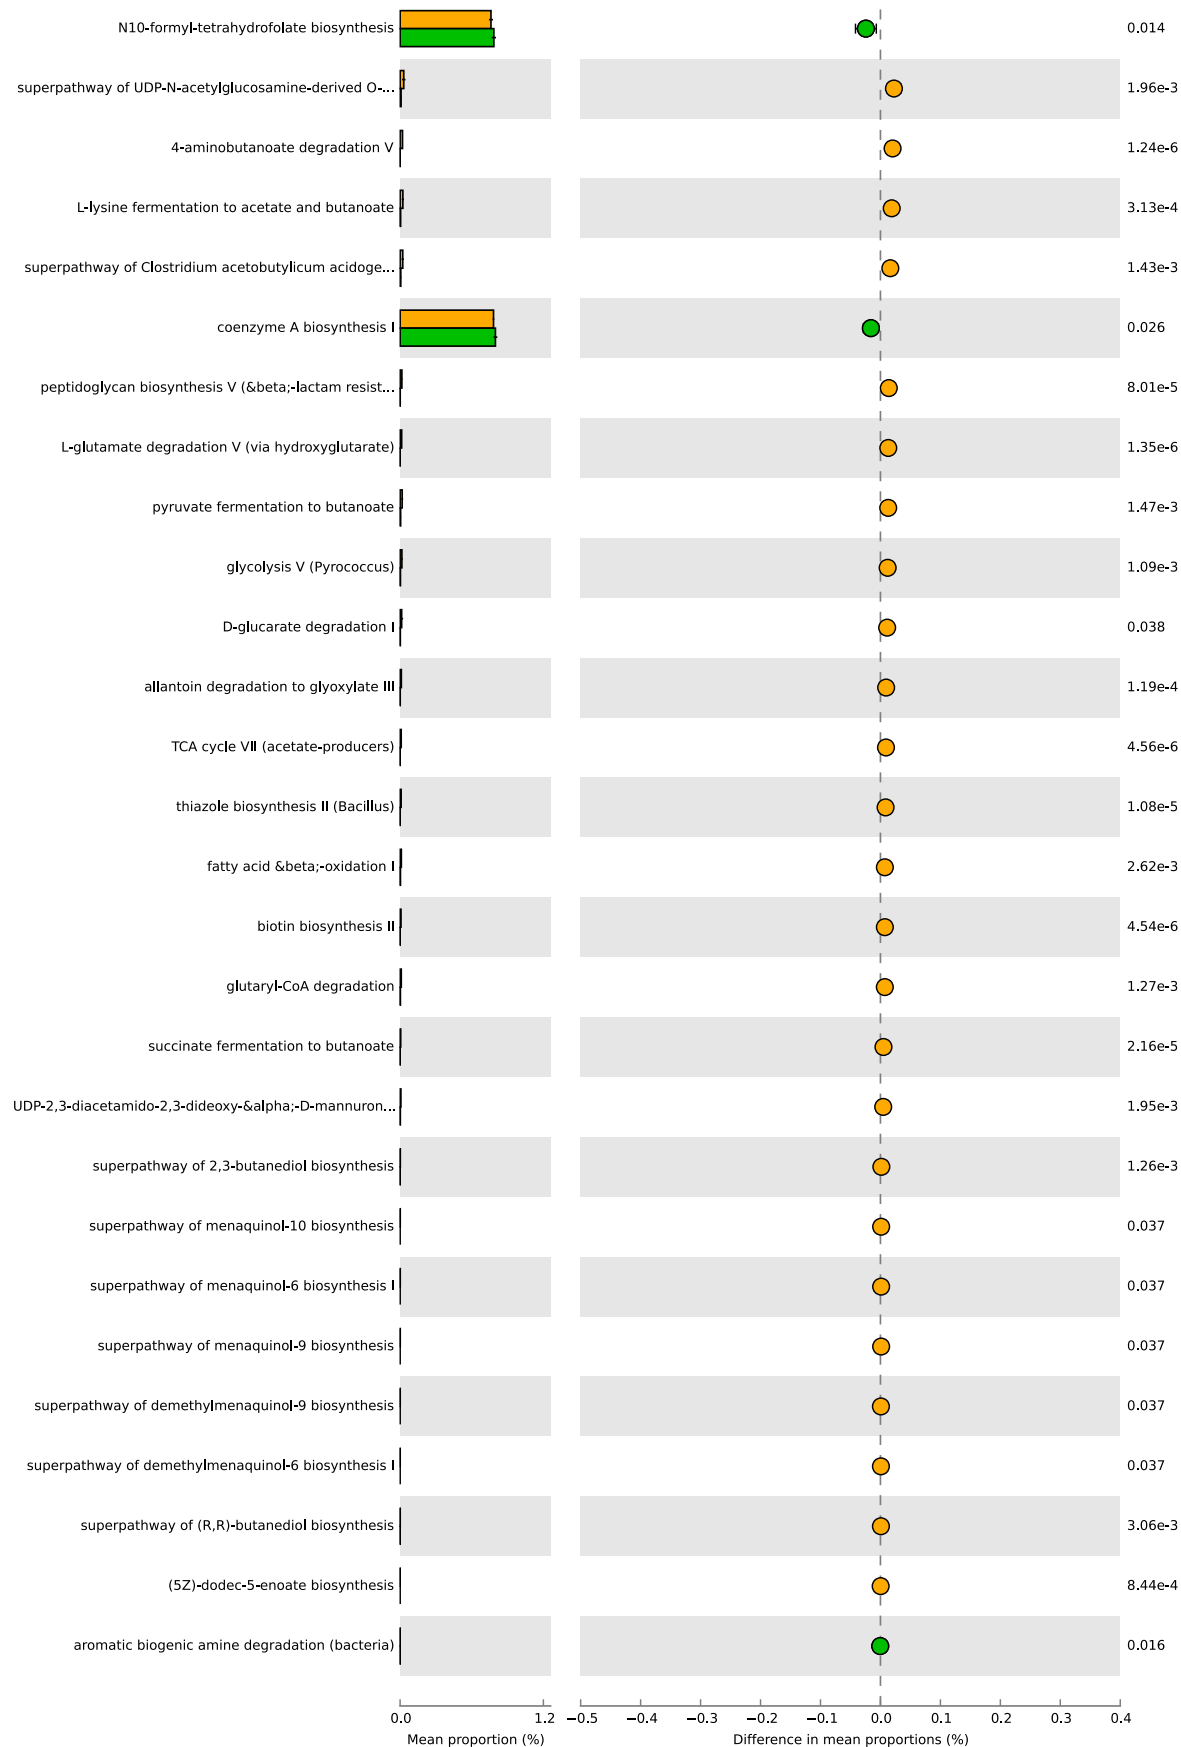 N10-formyl-tetrahydrofolate biosynthesis 0.014
superpathway of UDP-N-acetylglucosamine-derived O-... 1.96e-3
4-aminobutanoate degradation V 1.24e-6
L-lysine fermentation to acetate and butanoate 3.13e-4
superpathway of Clostridium acetobutylicum acidoge... 1.43e-3
coenzyme A biosynthesis I 0.026
peptidoglycan biosynthesis V (&beta;-lactam resist... 8.01e-5
L-glutamate degradation V (via hydroxyglutarate) 1.35e-6
pyruvate fermentation to butanoate 1.47e-3
glycolysis V (Pyrococcus) 1.09e-3
D-glucarate degradation I 0.038
allantoin degradation to glyoxylate III 1.19e-4
TCA cycle VII (acetate-producers) 4.56e-6
thiazole biosynthesis II (Bacillus) 1.08e-5
fatty acid &beta;-oxidation I 2.62e-3
biotin biosynthesis II 4.54e-6
glutaryl-CoA degradation 1.27e-3
succinate fermentation to butanoate 2.16e-5
UDP-2,3-diacetamido-2,3-dideoxy-&alpha;-D-mannuron... 1.95e-3
superpathway of 2,3-butanediol biosynthesis 1.26e-3
superpathway of menaquinol-10 biosynthesis 0.037
superpathway of menaquinol-6 biosynthesis I 0.037
superpathway of menaquinol-9 biosynthesis 0.037
superpathway of demethylmenaquinol-9 biosynthesis 0.037
superpathway of demethylmenaquinol-6 biosynthesis I 0.037
superpathway of (R,R)-butanediol biosynthesis 3.06e-3
(5Z)-dodec-5-enoate biosynthesis 8.44e-4
aromatic biogenic amine degradation (bacteria) 0.016
0.0 1.2 −0.5 −0.4 −0.3 −0.2 −0.1 0.0 0.1 0.2 0.3 0.4
Mean proportion (%) Difference in mean proportions (%)